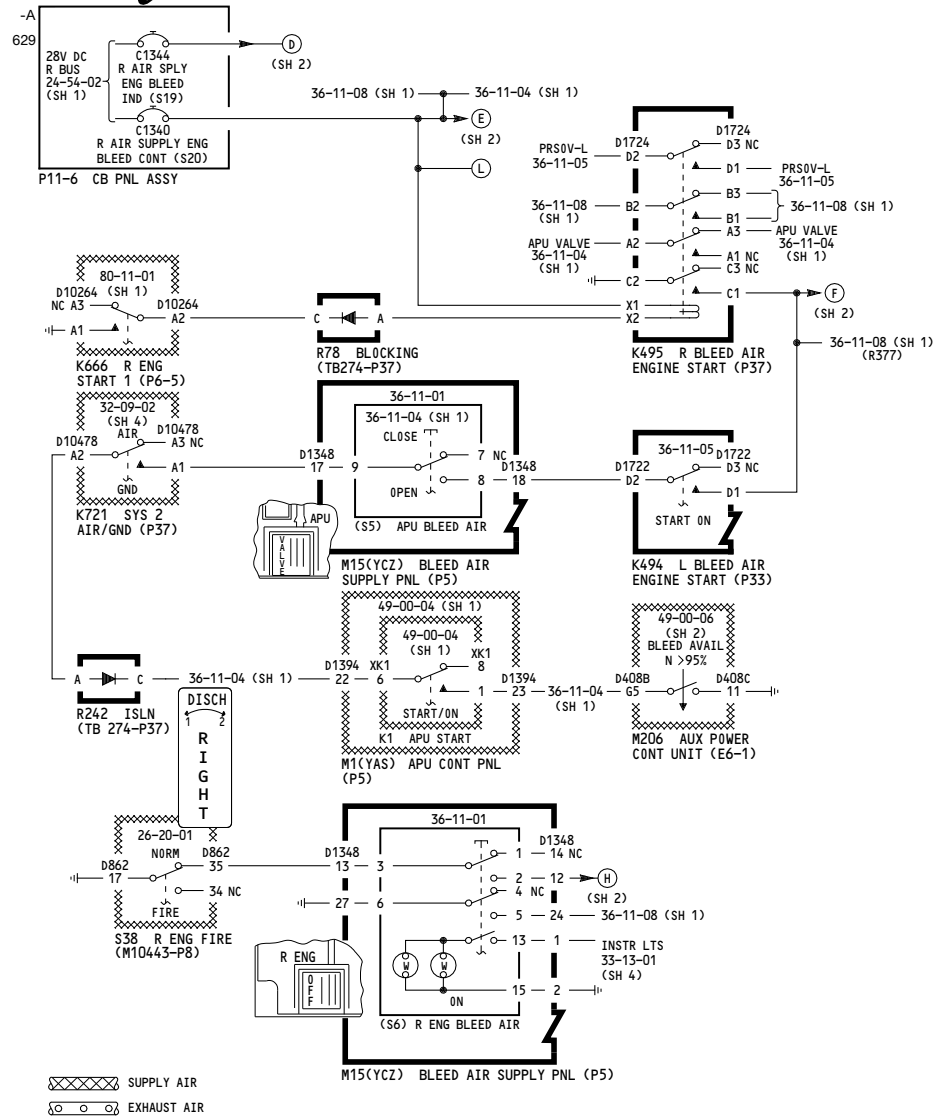 -A
629
28V DC
R BUS
24-54-02
(SH 1)
C1344
R AIR SPLY
ENG BLEED
IND (S19)
C1340
R AIR SUPPLY ENG
BLEED CONT (S20)
P11-6 CB PNL ASSY
D
(SH 2)
36-11-08 (SH 1)
36-11-04 (SH 1)
E
(SH 2)
L
D1724
D1724
PRSOV-L
36-11-05
D2
D3 NC
D1
PRSOV-L
36-11-05
36-11-08
(SH 1)
B2
B3
B1
36-11-08 (SH 1)
APU VALVE
36-11-04
(SH 1)
A2
A3
APU VALVE
36-11-04
(SH 1)
A1 NC
C2
C3 NC
C1
F
(SH 2)
X1
X2
K495 R BLEED AIR
ENGINE START (P37)
36-11-08 (SH 1)
(R377)
80-11-01
(SH 1)
D10264
NC A3
D10264
A2
A1
K666 R ENG
START 1 (P6-5)
C
A
R78 BLOCKING
(TB274-P37)
32-09-02
(SH 4)
AIR
D10478
A2
D10478
A3 NC
A1
GND
K721 SYS 2
AIR/GND (P37)
36-11-01
36-11-04 (SH 1)
CLOSE
D1348
17
9
7 NC
8
D1348
18
OPEN
(S5) APU BLEED AIR
APU
VALVE
M15(YCZ) BLEED AIR
SUPPLY PNL (P5)
36-11-05
D1722
D2
D1722
D3 NC
D1
START ON
K494 L BLEED AIR
ENGINE START (P33)
A
C
R242 ISLN
(TB 274-P37)
36-11-04 (SH 1)
49-00-04 (SH 1)
49-00-04
(SH 1)
D1394
22
XK1
6
XK1
8
1
D1394
23
START/ON
K1 APU START
M1(YAS) APU CONT PNL
(P5)
36-11-04
(SH 1)
49-00-06
(SH 2)
BLEED AVAIL
N >95%
D408B
G5
D408C
11
M206 AUX POWER
CONT UNIT (E6-1)
DISCH
1 2
RIGHT
26-20-01
NORM
D862
17
D862
35
34 NC
FIRE
S38 R ENG FIRE
(M10443-P8)
36-11-01
D1348
13
3
1
D1348
14 NC
2
12
H
(SH 2)
4 NC
27
6
5
24
36-11-08 (SH 1)
13
1
INSTR LTS
33-13-01
(SH 4)
W
W
15
2
ON
(S6) R ENG BLEED AIR
R ENG
OFF
M15(YCZ) BLEED AIR SUPPLY PNL (P5)
SUPPLY AIR
EXHAUST AIR